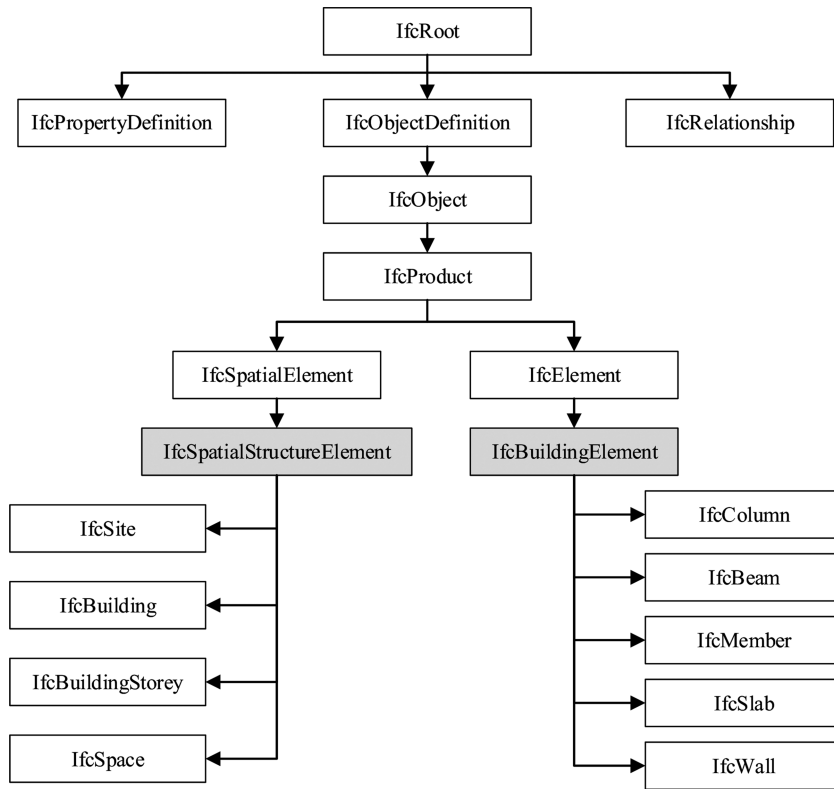 IfcRoot
IfcPropertyDefinition
IfcObjectDefinition
IfcRelationship
IfcObject
IfcProduct
IfcSpatialElement
IfcElement
IfcSpatialStructureElement
IfcBuildingElement
IfcSite
IfcBuilding
IfcBuildingStorey
IfcSpace
IfcColumn
IfcBeam
IfcMember
IfcSlab
IfcWall